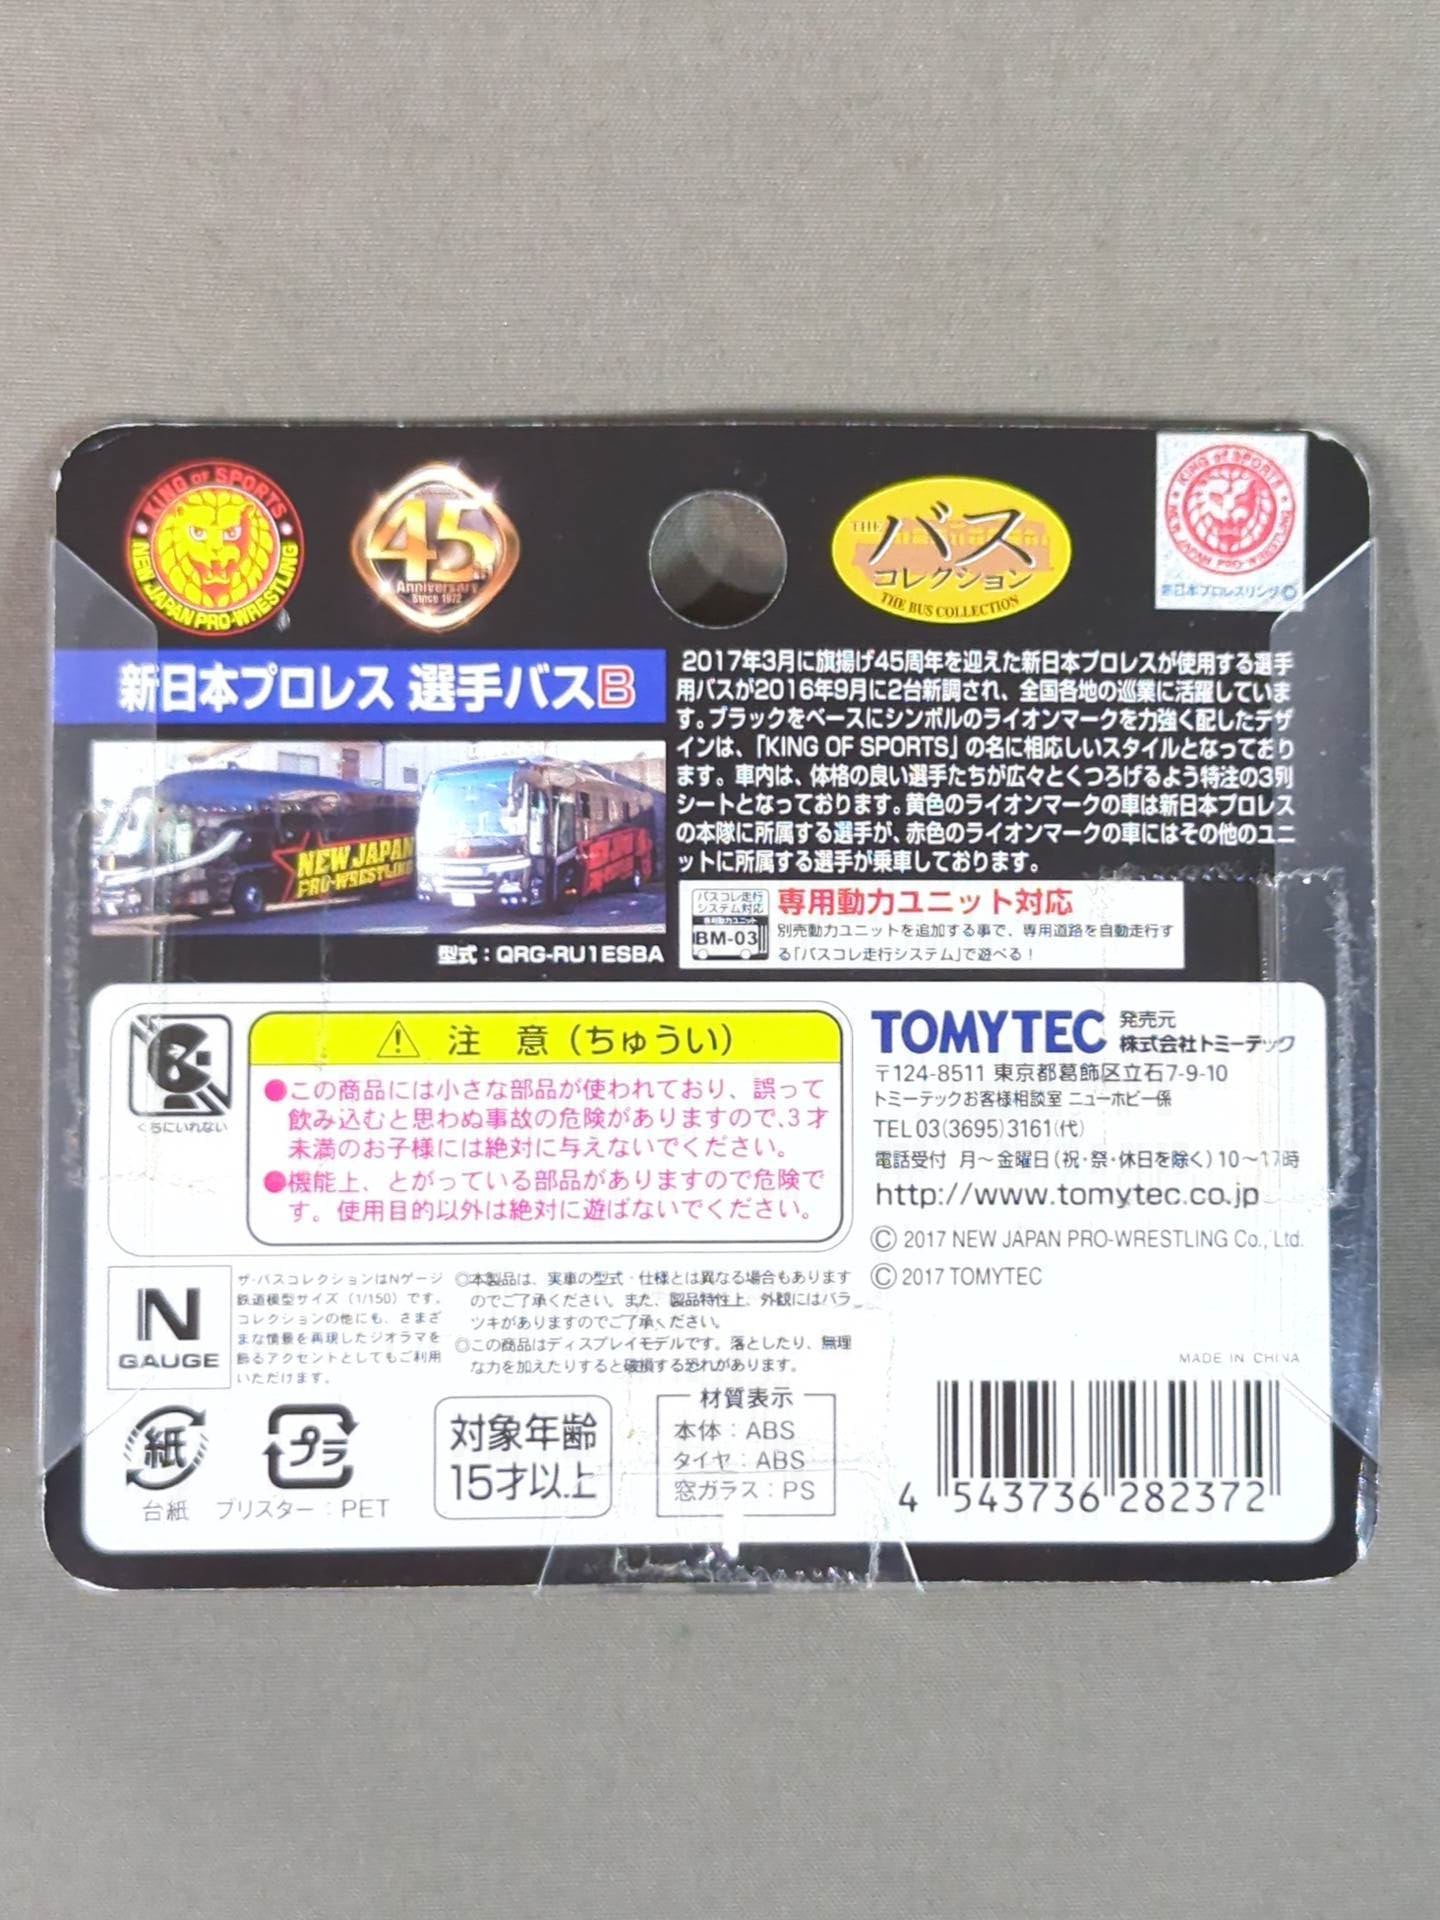 KING OF SPORTS
NEW JAPAN PRO-WRESTLING
45th
Anniversary
Since 1972
THE
バス
コレクション
THE BUS COLLECTION
KING OF SPORTS
NEW JAPAN PRO-WRESTLING
新日本プロレスリング©
新日本プロレス 選手バスB
NEW JAPAN
PRO-WRESTLING
型式：QRG-RU1ESBA
2017年3月に旗揚げ45周年を迎えた新日本プロレスが使用する選手
用バスが2016年9月に2台新調され、全国各地の巡業に活躍していま
す。ブラックをベースにシンボルのライオンマークを力強く配したデザ
インは、「KING OF SPORTS」の名に相応しいスタイルとなっており
ます。車内は、体格の良い選手たちが広々とくつろげるよう特注の3列
シートとなっております。黄色のライオンマークの車は新日本プロレス
の本隊に所属する選手が、赤色のライオンマークの車にはその他のユニ
ットに所属する選手が乗車しております。
バスコレ走行
システム対応
専用動力ユニット
BM-03
専用動力ユニット対応
別売動力ユニットを追加する事で、専用道路を自動走行す
る「バスコレ走行システム」で遊べる！
くちにいれない
⚠ 注 意（ちゅうい）
●この商品には小さな部品が使われており、誤って
飲み込むと思わぬ事故の危険がありますので、3才
未満のお子様には絶対に与えないでください。
●機能上、とがっている部品がありますので危険で
す。使用目的以外は絶対に遊ばないでください。
TOMYTEC
発売元
株式会社トミーテック
〒124-8511 東京都葛飾区立石7-9-10
トミーテックお客様相談室 ニューホビー係
TEL 03(3695)3161(代)
電話受付 月～金曜日（祝・祭・休日を除く）10～17時
http://www.tomytec.co.jp
© 2017 NEW JAPAN PRO-WRESTLING Co., Ltd.
© 2017 TOMYTEC
N
GAUGE
ザ・バスコレクションはNゲージ
鉄道模型サイズ（1/150）です。
コレクションの他にも、さまざ
まな情景を再現したジオラマを
飾るアクセントとしてもご利用
いただけます。
◎本製品は、実車の型式・仕様とは異なる場合もあります
のでご了承ください。また、製品特性上、外観にはバラ
ツキがありますのでご了承ください。
◎この商品はディスプレイモデルです。落としたり、無理
な力を加えたりすると破損する恐れがあります。
MADE IN CHINA
紙
台紙
プラ
ブリスター：PET
対象年齢
15才以上
材質表示
本体：ABS
タイヤ：ABS
窓ガラス：PS
4 543736 282372